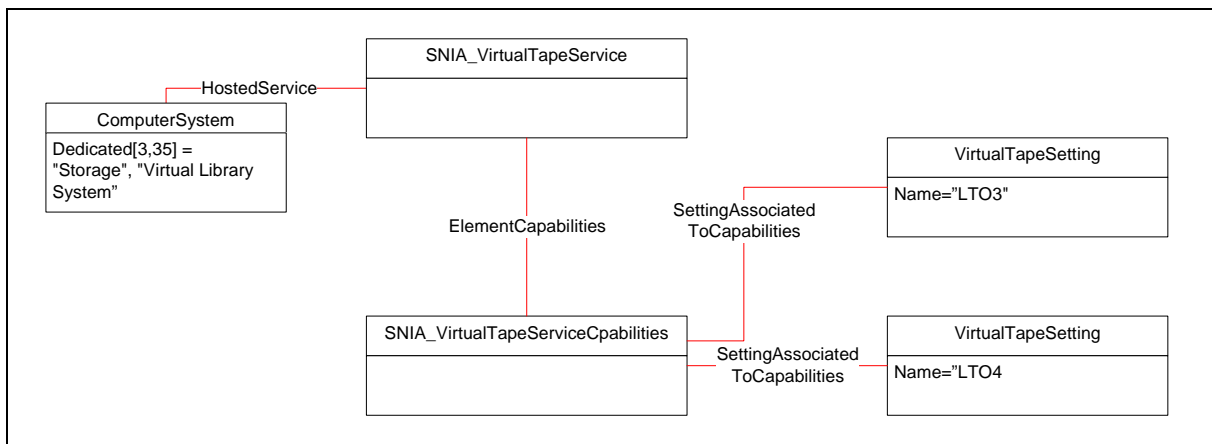 SNIA_VirtualTapeService
HostedService
ComputerSystem
Dedicated[3,35] =
"Storage", "Virtual Library
System”
VirtualTapeSetting
Name=”LTO3"
SettingAssociated
ToCapabilities
ElementCapabilities
SNIA_VirtualTapeServiceCpabilities
SettingAssociated
ToCapabilities
VirtualTapeSetting
Name=”LTO4